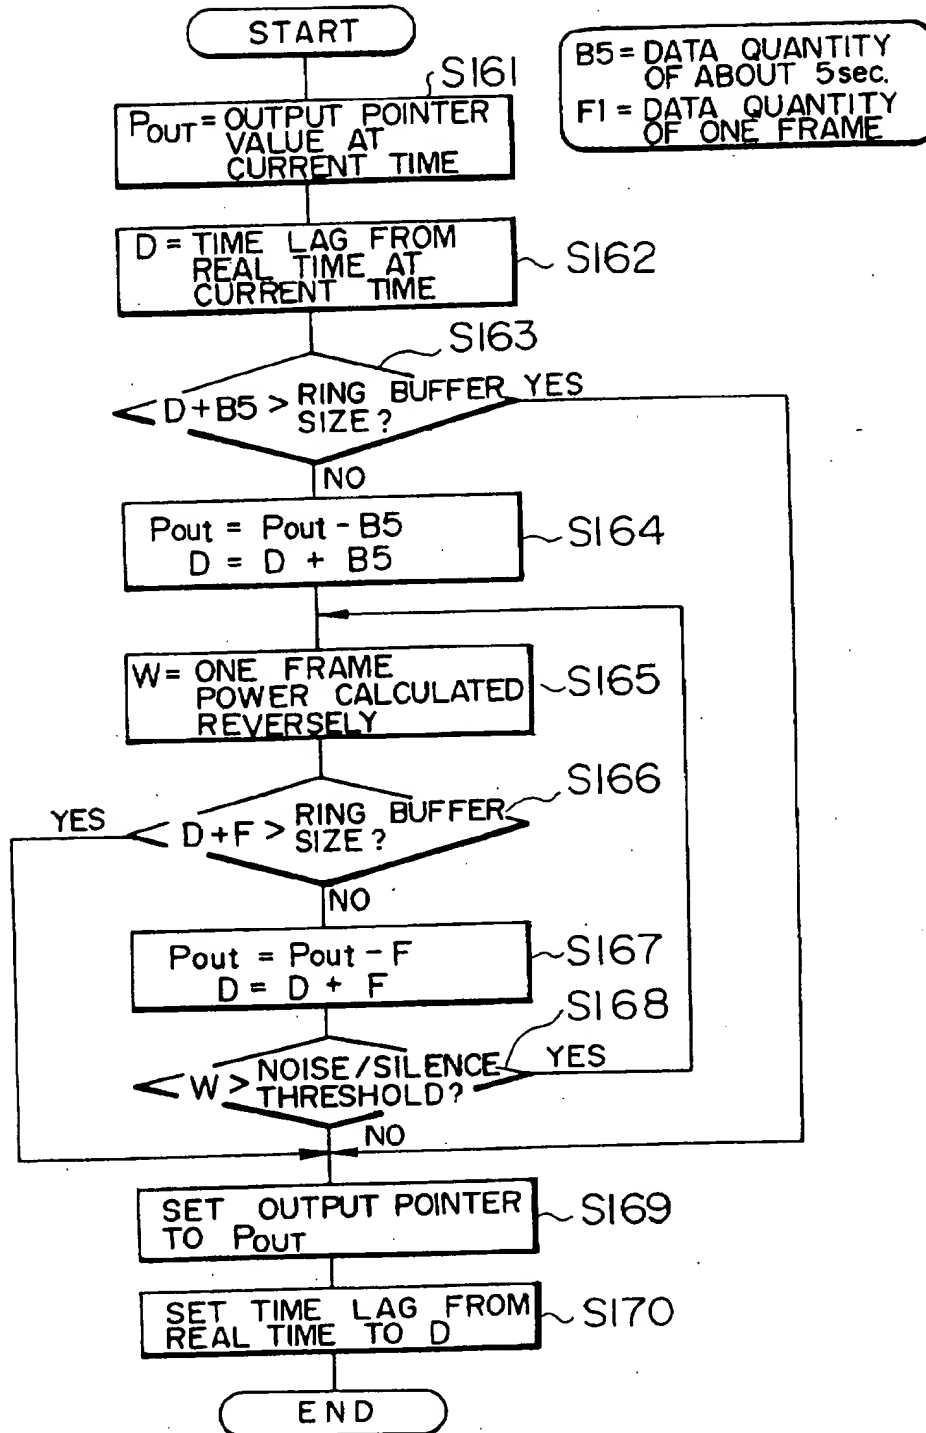 START
B5 = DATA QUANTITY
OF ABOUT 5sec.
F1 = DATA QUANTITY
OF ONE FRAME
S161
POUT = OUTPUT POINTER
VALUE AT
CURRENT TIME
D = TIME LAG FROM
REAL TIME AT
CURRENT TIME
S162
S163
D+B5 > RING BUFFER
SIZE?
YES
NO
Pout = Pout - B5
D = D + B5
S164
W = ONE FRAME
POWER CALCULATED
REVERSELY
S165
S166
YES
D+F > RING BUFFER
SIZE?
NO
Pout = Pout - F
D = D + F
S167
S168
W > NOISE/SILENCE
THRESHOLD?
YES
NO
SET OUTPUT POINTER
TO POUT
S169
SET TIME LAG FROM
REAL TIME TO D
S170
END